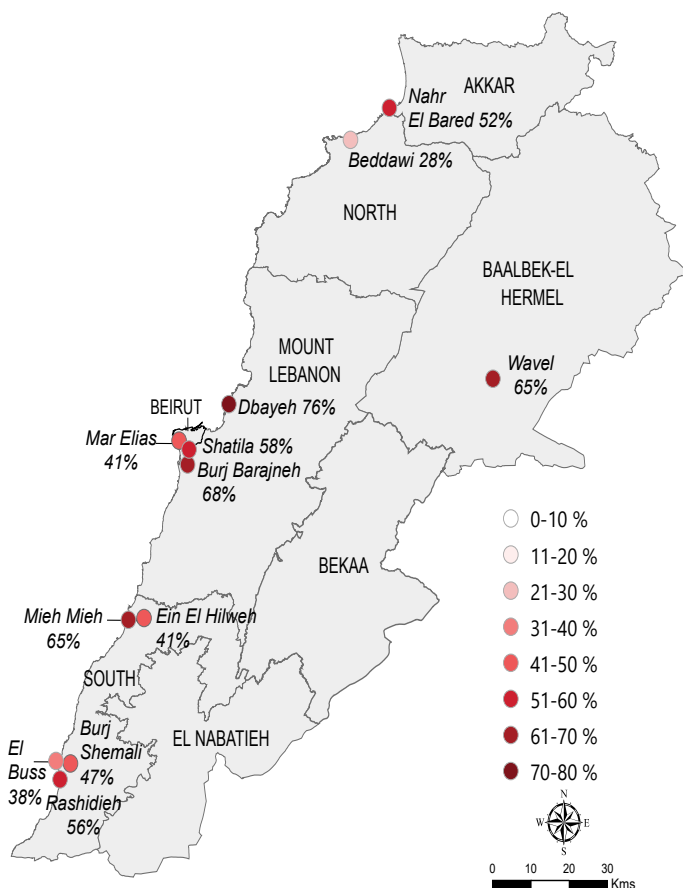 AKKAR
Nahr
El Bared 52%
Beddawi 28%
NORTH
BAALBEK-EL
HERMEL
MOUNT
LEBANON
Wavel
65%
Dbayeh 76%
BEIRUT
Mar Elias
41%
Shatila 58%
Burj Barajneh
68%
BEKAA
Mieh Mieh
65%
Ein El Hilweh
41%
SOUTH
EL NABATIEH
Burj
Shemali
47%
El
Buss
38%
Rashidieh
56%
0-10 %
11-20 %
21-30 %
31-40 %
41-50 %
51-60 %
61-70 %
70-80 %
N
W
E
S
0 10 20 30
Kms